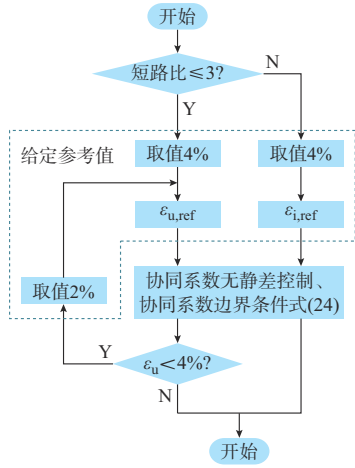 开始
短路比≤3?
N
Y
给定参考值
取值4%
取值4%
εu,ref
εi,ref
取值2%
协同系数无静差控制、
协同系数边界条件式(24)
Y
εu<4%?
N
开始